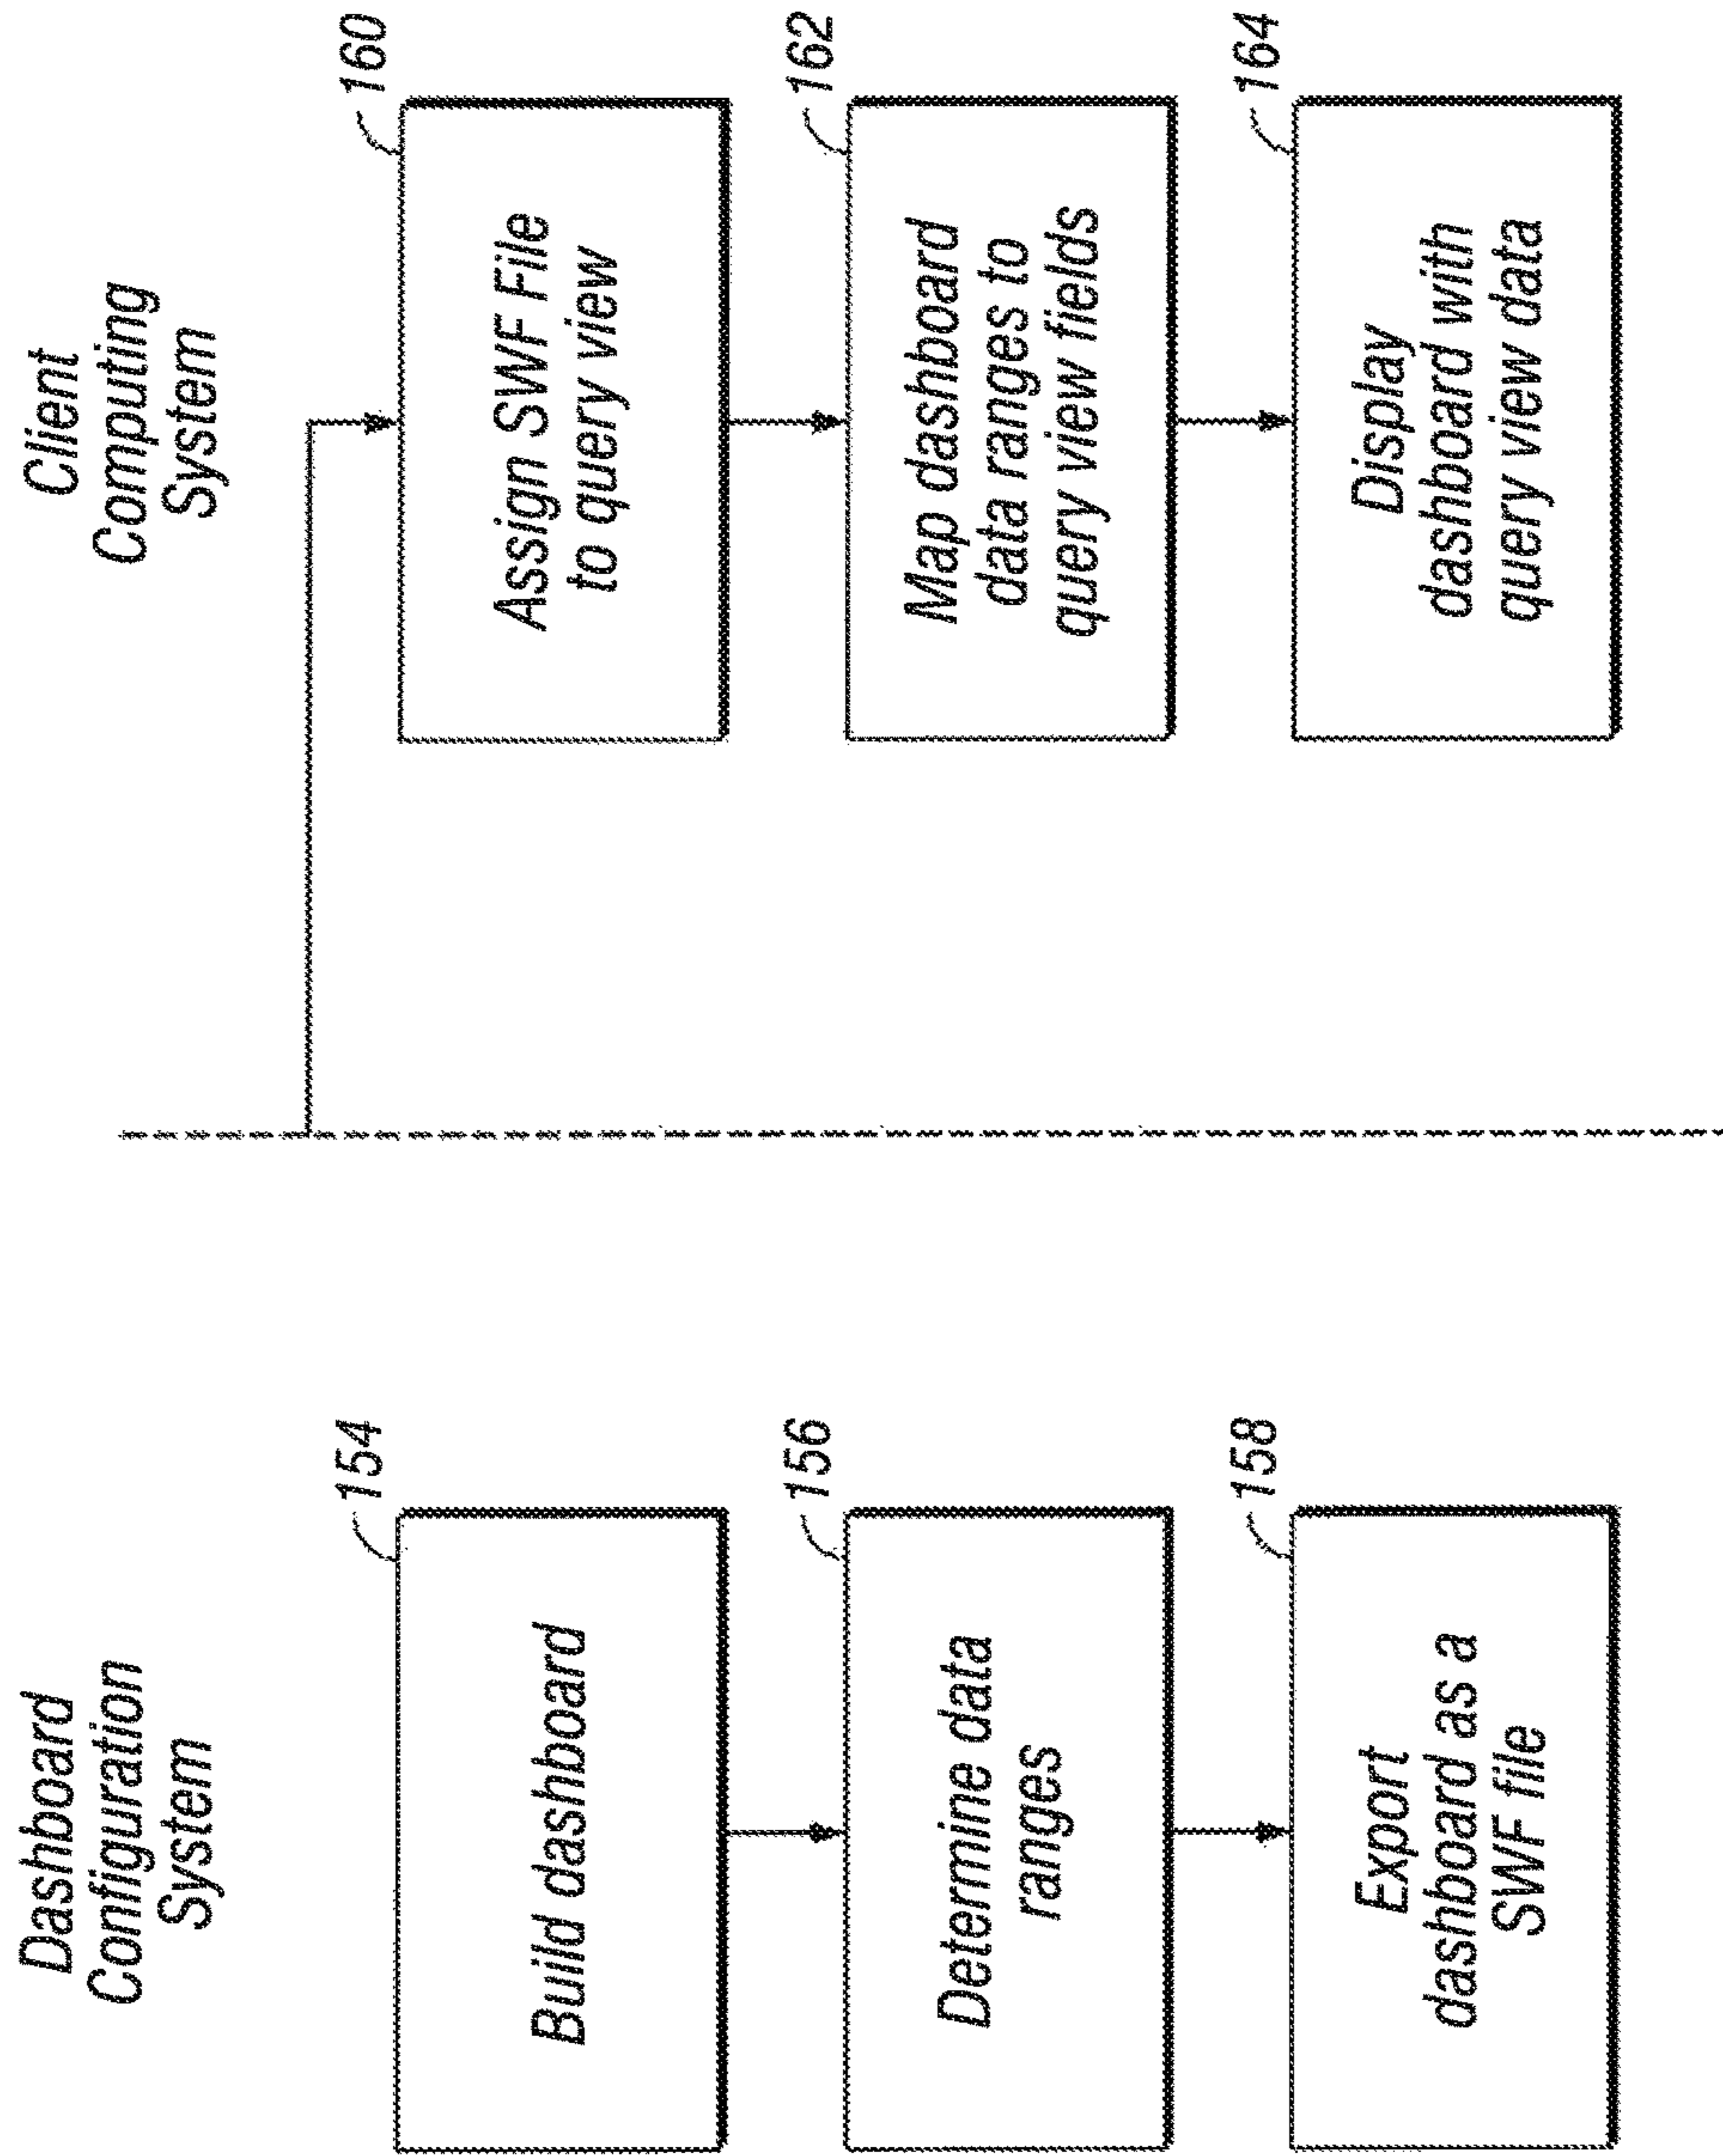 Dashboard
Configuration
System
154
Build dashboard
156
Determine data
ranges
158
Export
dashboard as a
SWF file
Client
Computing
System
160
Assign SWF File
to query view
162
Map dashboard
data ranges to
query view fields
164
Display
dashboard with
query view data